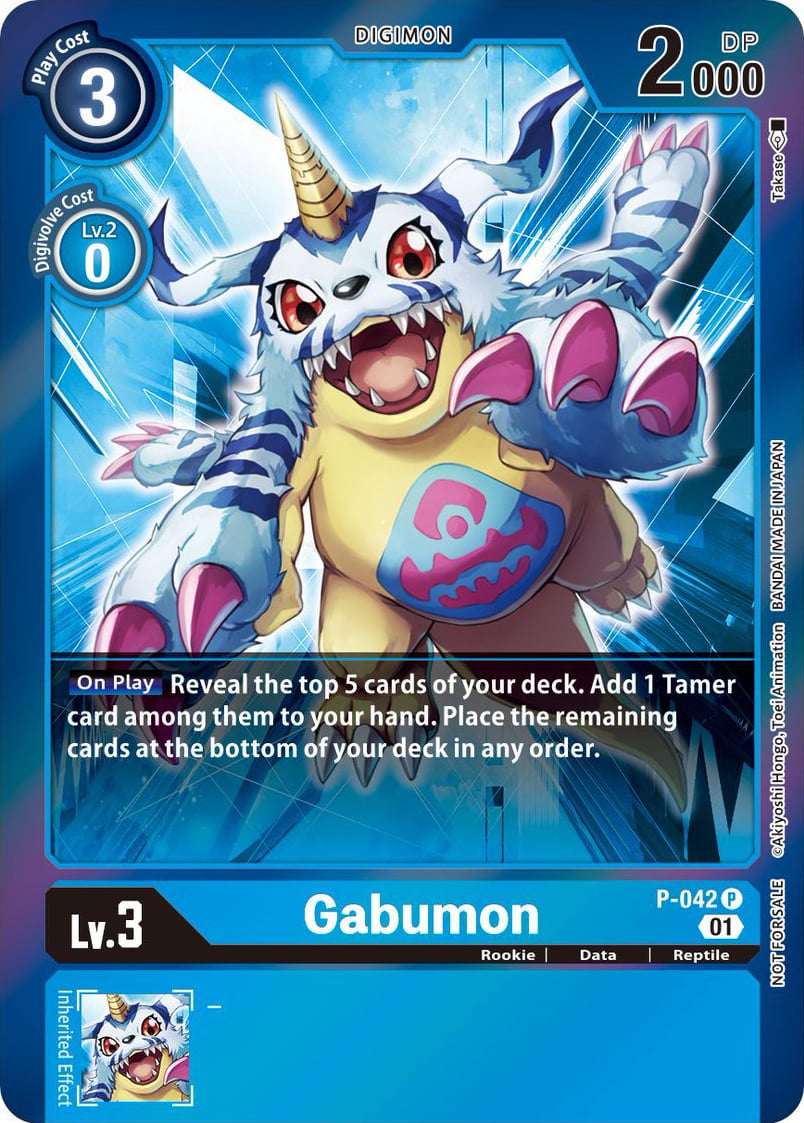 DIGIMON
Play Cost
3
DP
2000
Digivolve Cost
Lv.2
0
Takase
On Play Reveal the top 5 cards of your deck. Add 1 Tamer
card among them to your hand. Place the remaining
cards at the bottom of your deck in any order.
©Akiyoshi Hongo, Toei Animation BANDAI MADE IN JAPAN
NOT FOR SALE
Lv.3
Gabumon
P-042 P
01
Rookie | Data | Reptile
Inherited Effect
–